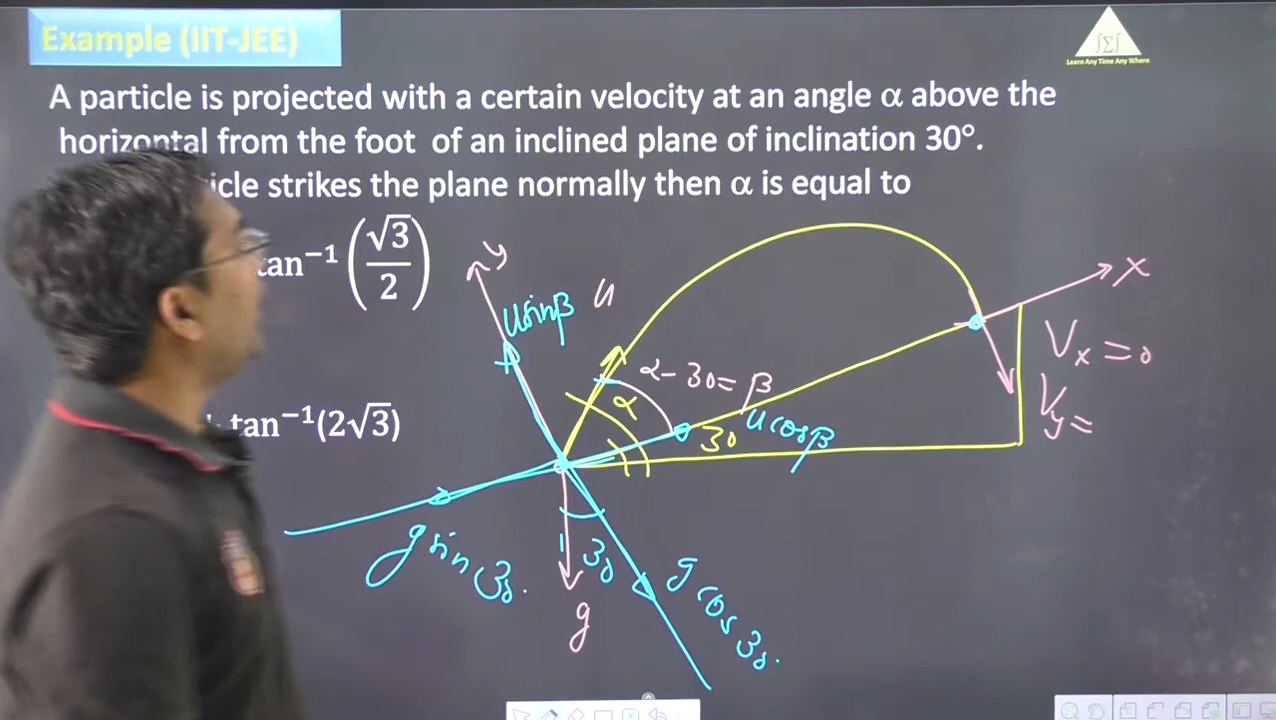 Example (IIT-JEE)
∫∑∫
Learn Any Time Any Where
A particle is projected with a certain velocity at an angle α above the
horizontal from the foot of an inclined plane of inclination 30°.
icle strikes the plane normally then α is equal to
tan⁻¹(√3/2)
tan⁻¹(2√3)
y
u sinβ
u
x
α - 30 = β
α
30
u cosβ
Vx = 0
Vy =
g sin 30.
30
g cos 30.
g